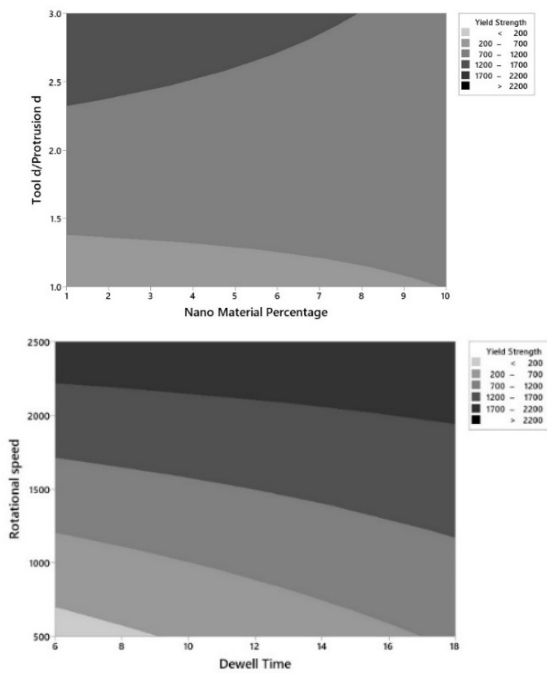 Yield Strength
< 200
200 – 700
700 – 1200
1200 – 1700
1700 – 2200
> 2200
3.0
2.5
2.0
1.5
1.0
Tool d/Protrusion d
1 2 3 4 5 6 7 8 9 10
Nano Material Percentage
Yield Strength
< 200
200 – 700
700 – 1200
1200 – 1700
1700 – 2200
> 2200
2500
2000
1500
1000
500
Rotational speed
6 8 10 12 14 16 18
Dewell Time